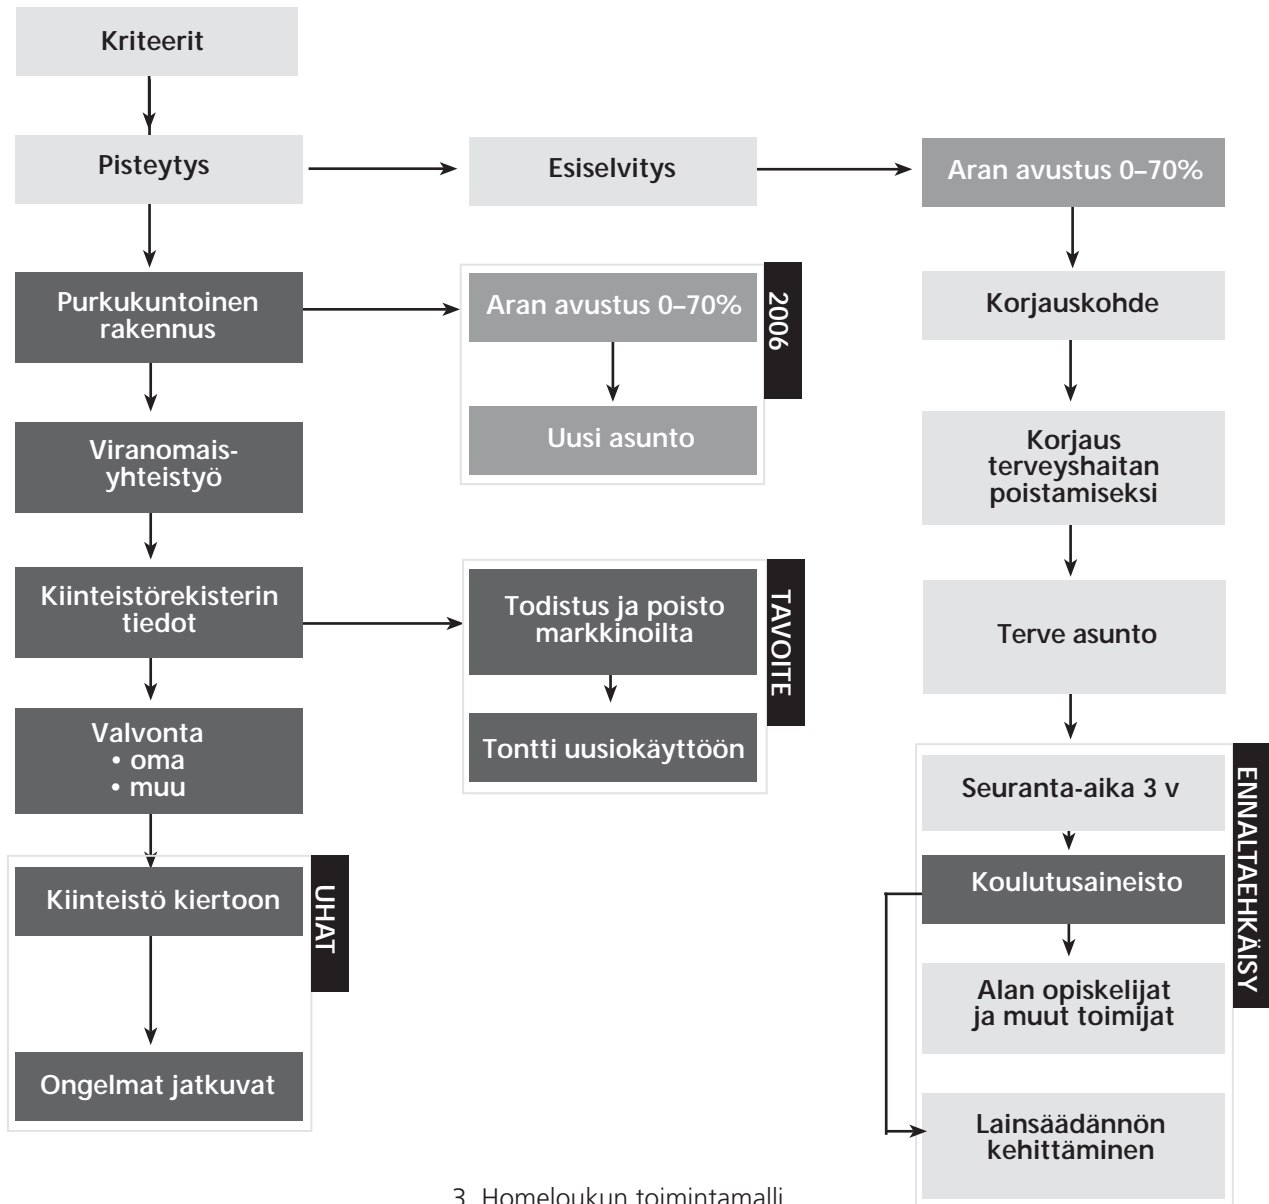 Kriteerit
Pisteytys
Esiselvitys
Aran avustus 0–70%
Purkukuntoinen
rakennus
Aran avustus 0–70%
2006
Uusi asunto
Korjauskohde
Viranomais-
yhteistyö
Korjaus
terveyshaitan
poistamiseksi
Kiinteistörekisterin
tiedot
Todistus ja poisto
markkinoilta
TAVOITE
Tontti uusiokäyttöön
Terve asunto
Valvonta
• oma
• muu
Kiinteistö kiertoon
UHAT
Ongelmat jatkuvat
Seuranta-aika 3 v
ENNALTAEHKÄISY
Koulutusaineisto
Alan opiskelijat
ja muut toimijat
Lainsäädännön
kehittäminen
3. Homeloukun toimintamalli